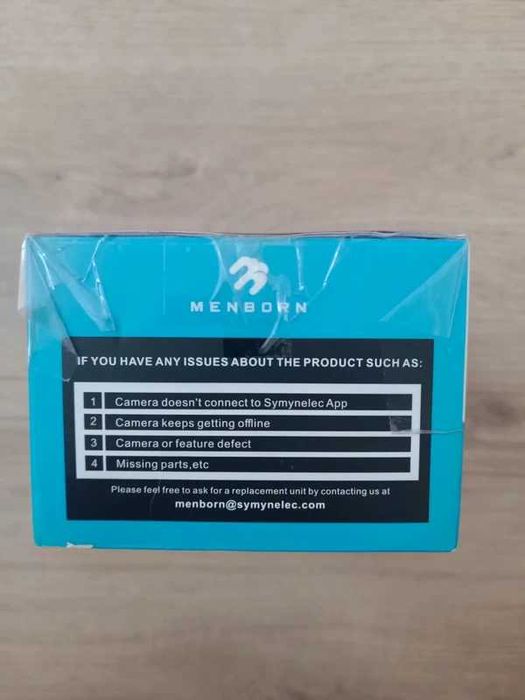 MENBORN
IF YOU HAVE ANY ISSUES ABOUT THE PRODUCT SUCH AS:
1 Camera doesn't connect to Symynelec App
2 Camera keeps getting offline
3 Camera or feature defect
4 Missing parts,etc
Please feel free to ask for a replacement unit by contacting us at
menborn@symynelec.com